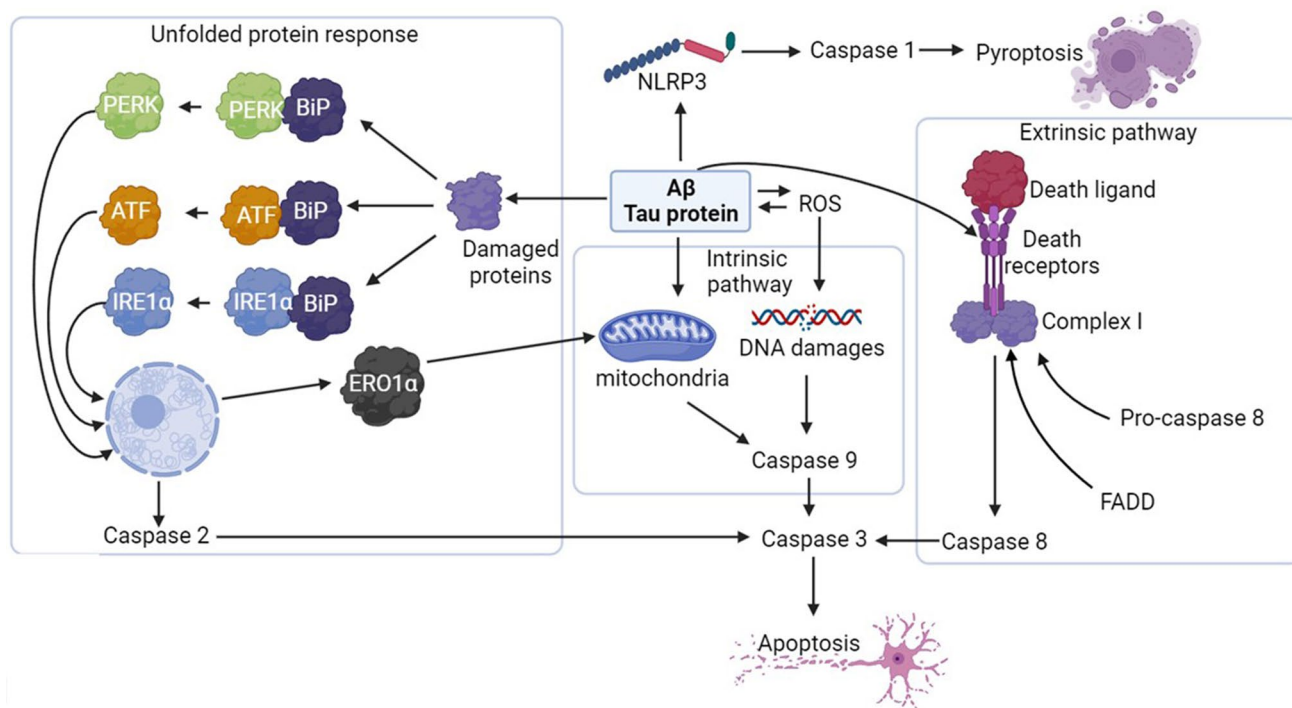 Unfolded protein response
PERK
PERK
BiP
ATF
ATF
BiP
IRE1α
IRE1α
BiP
Damaged
proteins
ERO1α
Caspase 2
NLRP3
Caspase 1
Pyroptosis
Aβ
Tau protein
ROS
Intrinsic
pathway
mitochondria
DNA damages
Caspase 9
Caspase 3
Apoptosis
Extrinsic pathway
Death ligand
Death
receptors
Complex I
Pro-caspase 8
FADD
Caspase 8